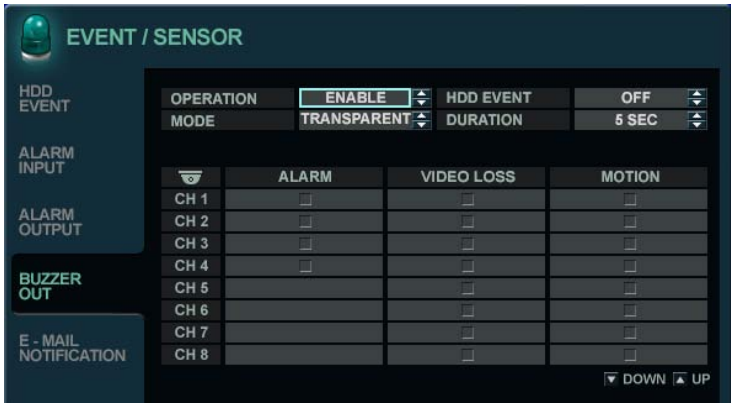 EVENT / SENSOR
HDD
EVENT
ALARM
INPUT
ALARM
OUTPUT
BUZZER
OUT
E - MAIL
NOTIFICATION
OPERATION ENABLE HDD EVENT OFF
MODE TRANSPARENT DURATION 5 SEC
ALARM VIDEO LOSS MOTION
CH 1
CH 2
CH 3
CH 4
CH 5
CH 6
CH 7
CH 8
DOWN UP